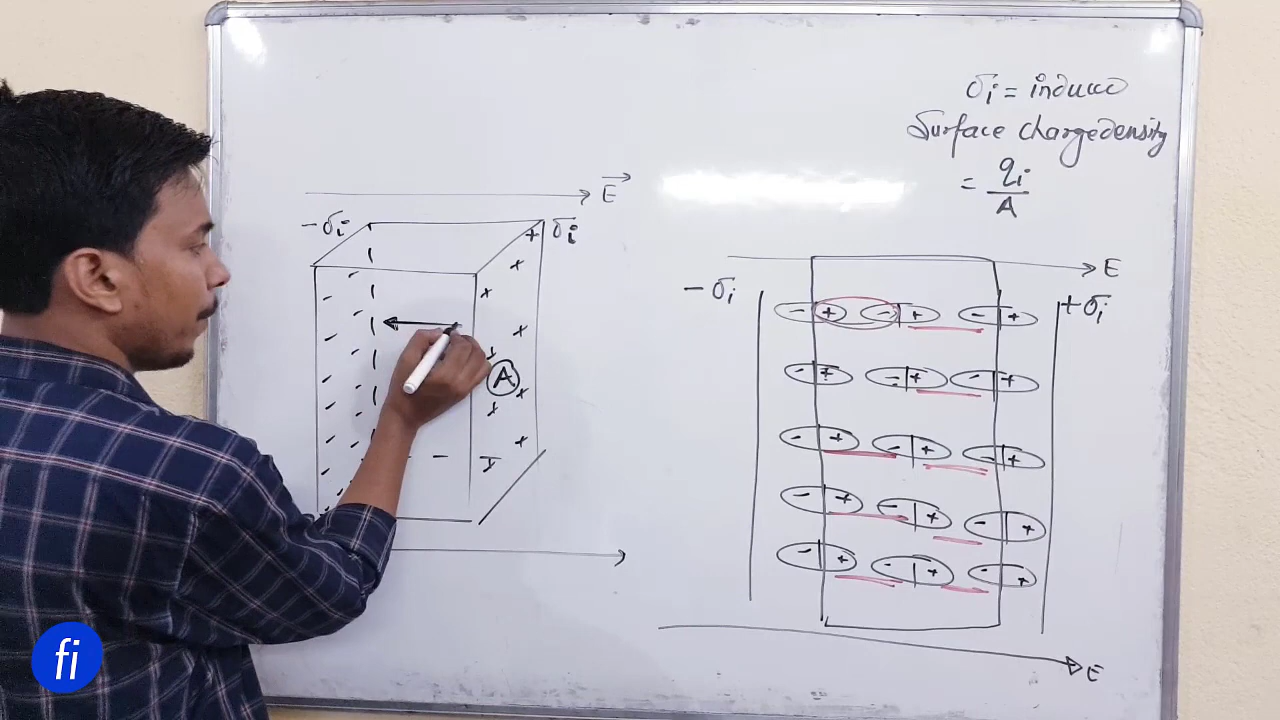 σi = induce
Surface charge density
= qi
A
E
- σi
σi
A
E
- σi
+ σi
E
fi